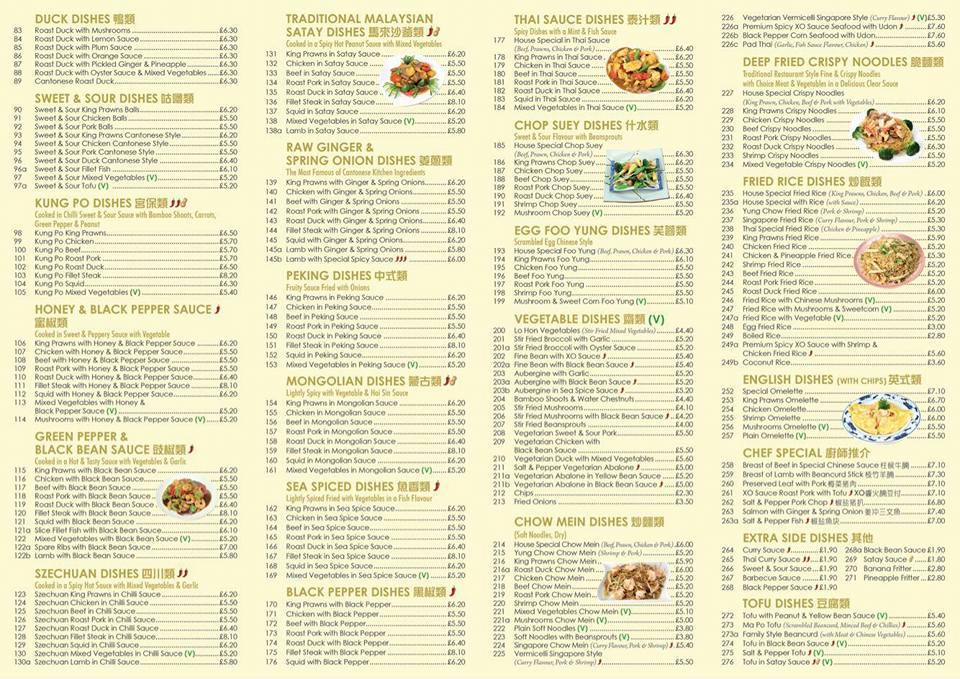 DUCK DISHES 鴨類
83 Roast Duck with Mushrooms £6.30
84 Roast Duck with Lemon Sauce £6.30
85 Roast Duck with Plum Sauce £6.30
86 Roast Duck with Orange Sauce £6.30
87 Roast Duck with Pickled Ginger & Pineapple £6.30
88 Roast Duck with Oyster Sauce & Mixed Vegetables £6.30
89 Cantonese Roast Duck £6.30
SWEET & SOUR DISHES 咕嚕類
90 Sweet & Sour King Prawns Balls £6.20
91 Sweet & Sour Chicken Balls £5.50
92 Sweet & Sour Pork Balls £5.50
93 Sweet & Sour King Prawns Cantonese Style £6.20
94 Sweet & Sour Chicken Cantonese Style £5.50
95 Sweet & Sour Pork Cantonese Style £5.50
96 Sweet & Sour Duck Cantonese Style £6.40
96a Sweet & Sour Fillet Fish £6.10
97 Sweet & Sour Mixed Vegetables (V) £5.20
97a Sweet & Sour Tofu (V) £5.20
KUNG PO DISHES 宮保類
Cooked in Chilli Sweet & Sour Sauce with Bamboo Shoots, Carrots,
Green Pepper & Peanut
98 Kung Po King Prawns £6.50
99 Kung Po Chicken £5.70
100 Kung Po Beef £5.70
101 Kung Po Roast Pork £5.70
102 Kung Po Roast Duck £6.50
103 Kung Po Fillet Steak £8.20
104 Kung Po Squid £6.30
105 Kung Po Mixed Vegetables (V) £5.40
HONEY & BLACK PEPPER SAUCE
蜜椒類
Cooked in Sweet & Peppery Sauce with Vegetable
106 King Prawns with Honey & Black Pepper Sauce £6.20
107 Chicken with Honey & Black Pepper Sauce £5.50
108 Beef with Honey & Black Pepper Sauce £5.50
109 Roast Pork with Honey & Black Pepper Sauce £5.50
110 Roast Duck with Honey & Black Pepper Sauce £6.40
111 Fillet Steak with Honey & Black Pepper Sauce £8.10
112 Squid with Honey & Black Pepper Sauce £6.20
113 Mixed Vegetables with Honey &
Black Pepper Sauce (V) £5.20
114 Mushrooms with Honey & Black Pepper Sauce (V) £5.20
GREEN PEPPER &
BLACK BEAN SAUCE 豉椒類
Cooked in a Hot & Tasty Sauce with Vegetables & Garlic
115 King Prawns with Black Bean Sauce £6.20
116 Chicken with Black Bean Sauce £5.50
117 Beef with Black Bean Sauce £5.50
118 Roast Pork with Black Bean Sauce £5.50
119 Roast Duck with Black Bean Sauce £6.40
120 Fillet Steak with Black Bean Sauce £8.10
121 Squid with Black Bean Sauce £6.20
121a Slice Fillet Fish with Black Bean Sauce £6.10
122 Mixed Vegetables with Black Bean Sauce (V) £5.20
122a Spare Ribs with Black Bean Sauce £7.00
122b Lamb with Black Bean Sauce £5.80
SZECHUAN DISHES 四川類
Cooked in a Spicy Hot Sauce with Mixed Vegetables & Garlic
123 Szechuan King Prawns in Chilli Sauce £6.20
124 Szechuan Chicken in Chilli Sauce £5.50
125 Szechuan Beef in Chilli Sauce £5.50
126 Szechuan Roast Pork in Chilli Sauce £5.50
127 Szechuan Roast Duck in Chilli Sauce £6.40
128 Szechuan Fillet Steak in Chilli Sauce £8.10
129 Szechuan Squid in Chilli Sauce £6.20
130 Szechuan Mixed Vegetables in Chilli Sauce (V) £5.20
130a Szechuan Lamb in Chilli Sauce £5.80
TRADITIONAL MALAYSIAN
SATAY DISHES 馬來沙爹類
Cooked in a Spicy Hot Peanut Sauce with Mixed Vegetables
131 King Prawns in Satay Sauce £6.20
132 Chicken in Satay Sauce £5.50
133 Beef in Satay Sauce £5.50
134 Roast Pork in Satay Sauce £5.50
135 Roast Duck in Satay Sauce £6.40
136 Fillet Steak in Satay Sauce £8.10
137 Squid in Satay Sauce £6.20
138 Mixed Vegetables in Satay Sauce (V) £5.20
138a Lamb in Satay Sauce £5.80
RAW GINGER &
SPRING ONION DISHES 姜蔥類
The Most Famous of Cantonese Kitchen Ingredients
139 King Prawns with Ginger & Spring Onions £6.20
140 Chicken with Ginger & Spring Onions £5.50
141 Beef with Ginger & Spring Onions £5.50
142 Roast Pork with Ginger & Spring Onions £5.50
143 Roast Duck with Ginger & Spring Onions £6.40
144 Fillet Steak with Ginger & Spring Onions £8.10
145 Squid with Ginger & Spring Onions £6.20
145a Lamb with Ginger & Spring Onions £5.80
145b Lamb with Special Spicy Sauce £6.00
PEKING DISHES 中式類
Fruity Sauce Fried with Onions
146 King Prawns in Peking Sauce £6.20
147 Chicken in Peking Sauce £5.50
148 Beef in Peking Sauce £5.50
149 Roast Pork in Peking Sauce £5.50
150 Roast Duck in Peking Sauce £6.40
151 Fillet Steak in Peking Sauce £8.10
152 Squid in Peking Sauce £6.20
153 Mixed Vegetables in Peking Sauce (V) £5.20
MONGOLIAN DISHES 蒙古類
Lightly Spicy with Vegetable & Hoi Sin Sauce
154 King Prawns in Mongolian Sauce £6.20
155 Chicken in Mongolian Sauce £5.50
156 Beef in Mongolian Sauce £5.50
157 Roast Pork in Mongolian Sauce £5.50
158 Roast Duck in Mongolian Sauce £6.40
159 Fillet Steak in Mongolian Sauce £8.10
160 Squid in Mongolian Sauce £6.20
161 Mixed Vegetables in Mongolian Sauce (V) £5.20
SEA SPICED DISHES 魚香類
Lightly Spiced Fried with Vegetables in a Fish Flavour
162 King Prawns in Sea Spice Sauce £6.20
163 Chicken in Sea Spice Sauce £5.50
164 Beef in Sea Spice Sauce £5.50
165 Roast Pork in Sea Spice Sauce £5.50
166 Roast Duck in Sea Spice Sauce £6.40
167 Fillet Steak in Sea Spice Sauce £8.10
168 Squid in Sea Spice Sauce £6.20
169 Mixed Vegetables in Sea Spice Sauce (V) £5.20
BLACK PEPPER DISHES 黑椒類
170 King Prawns with Black Pepper £6.20
171 Chicken with Black Pepper £5.50
172 Beef with Black Pepper £5.50
173 Roast Pork with Black Pepper £5.50
174 Roast Duck with Black Pepper £6.40
175 Fillet Steak with Black Pepper £8.10
176 Squid with Black Pepper £6.20
THAI SAUCE DISHES 泰汁類
Spicy Dishes with a Mint & Fish Sauce
177 House Special in Thai Sauce
(Beef, Prawns, Chicken & Pork) £6.40
178 King Prawns in Thai Sauce £6.20
179 Chicken in Thai Sauce £5.50
180 Beef in Thai Sauce £5.50
181 Roast Pork in Thai Sauce £5.50
182 Roast Duck in Thai Sauce £6.40
183 Squid in Thai Sauce £6.20
184 Mixed Vegetables in Thai Sauce (V) £5.20
CHOP SUEY DISHES 什水類
Sweet & Sour Flavour with Beansprouts
185 House Special Chop Suey
(Beef, Prawns, Chicken & Pork) £6.30
186 King Prawns Chop Suey £6.20
187 Chicken Chop Suey £5.50
188 Beef Chop Suey £5.50
189 Roast Pork Chop Suey £5.50
190 Roast Duck Chop Suey £6.30
191 Shrimp Chop Suey £5.50
192 Mushroom Chop Suey (V) £5.20
EGG FOO YUNG DISHES 芙蓉類
Scrambled Egg Chinese Style
193 House Special Foo Yung (Beef, Prawn, Chicken & Pork) £6.30
194 King Prawns Foo Yung £6.10
195 Chicken Foo Yung £5.50
196 Beef Foo Yung £5.50
197 Roast Pork Foo Yung £5.50
198 Shrimp Foo Yung £5.50
199 Mushroom & Sweet Corn Foo Yung (V) £5.10
VEGETABLE DISHES 齋類 (V)
200 Lo Hon Vegetables (Stir Fried Mixed Vegetables) £4.40
201 Stir Fried Broccoli with Garlic £5.20
201a Stir Fried Broccoli with Oyster Sauce £5.20
202 Fine Bean with XO Sauce £5.40
202a Fine Bean with Black Bean Sauce £5.20
203 Aubergine with Garlic £5.20
203a Aubergine with Black Bean Sauce £5.20
203b Aubergine in Sea Spice Sauce £5.20
204 Bamboo Shoots & Water Chestnuts £4.40
205 Stir Fried Mushrooms £4.10
206 Stir Fried Mushrooms with Black Bean Sauce £4.20
207 Stir Fried Beansprouts £4.00
208 Vegetarian Sweet & Sour Pork £5.50
209 Vegetarian Chicken with
Black Bean Sauce £5.50
210 Vegetarian Duck with Mixed Vegetable £5.60
211 Salt & Pepper Vegetarian Abalone £5.00
211a Vegetarian Abalone in Yellow Bean Sauce £5.20
211b Vegetarian Abalone in Black Bean Sauce £5.00
212 Chips £2.30
213 Fried Onions £3.50
CHOW MEIN DISHES 炒麵類
(Soft Noodles, Dry)
214 House Special Chow Mein (Beef, Prawn, Chicken & Pork) £6.00
215 Yung Chow Chow Mein (Shrimp & Pork) £5.50
216 King Prawns Chow Mein £5.90
216a Roast Duck Chow Mein £6.00
217 Chicken Chow Mein £5.20
218 Beef Chow Mein £5.20
219 Roast Pork Chow Mein £5.20
220 Shrimp Chow Mein £5.20
221 Mixed Vegetables Chow Mein (V) £5.10
221a Mushrooms Chow Mein (V) £5.00
222 Plain Soft Noodles (V) £3.60
223 Soft Noodles with Beansprouts (V) £3.80
224 Singapore Chow Mein (Curry Flavour, Pork & Shrimp) £5.40
225 Vermicelli Singapore Style
(Curry Flavour, Pork & Shrimp) £5.50
226 Vegetarian Vermicelli Singapore Style (Curry Flavour) (V) £5.30
226a Premium Spicy XO Sauce Seafood with Udon £7.60
226b Black Pepper Corn Seafood with Udon £7.60
226c Pad Thai (Garlic, Fish Sauce Flavour, Chicken) £5.60
DEEP FRIED CRISPY NOODLES 脆麵類
Traditional Restaurant Style Fine & Crispy Noodles
with Choice Meat & Vegetables in a Delicious Clear Sauce
227 House Special Crispy Noodles
(King Prawn, Chicken, Beef & Pork with Vegetables) £6.20
228 King Prawns Crispy Noodles £6.10
229 Chicken Crispy Noodles £5.50
230 Beef Crispy Noodles £5.50
231 Roast Pork Crispy Noodles £5.50
232 Roast Duck Crispy Noodles £6.30
233 Shrimp Crispy Noodles £5.50
234 Mixed Vegetable Crispy Noodles (V) £5.20
FRIED RICE DISHES 炒飯類
235 House Special Fried Rice (King Prawns, Chicken, Beef & Pork) £6.00
235a House Special with Rice (with Sauce) £6.20
236 Yung Chow Fried Rice (Pork & Shrimp) £5.20
237 Singapore Fried Rice (Curry Flavour, Pork & Shrimp) £5.30
238 Thai Special Fried Rice (Chicken & Pineapple) £5.30
239 King Prawns Fried Rice £5.90
240 Chicken Fried Rice £5.20
241 Chicken & Pineapple Fried Rice £5.30
242 Shrimp Fried Rice £5.20
243 Beef Fried Rice £5.20
244 Roast Pork Fried Rice £5.20
245 Roast Duck Fried Rice £6.00
246 Fried Rice with Chinese Mushrooms (V) £5.20
247 Fried Rice with Mushrooms & Sweetcorn (V) £5.20
247a Fried Rice with Vegetable (V) £5.20
248 Egg Fried Rice £3.00
249 Boiled Rice £2.90
249a Premium Spicy XO Sauce with Shrimp &
Chicken Fried Rice £5.60
249b Coconut Rice £3.60
ENGLISH DISHES (WITH CHIPS) 英式類
252 Special Omelette £7.10
253 King Prawns Omelette £6.70
254 Chicken Omelette £6.00
255 Shrimp Omelette £6.00
256 Mushrooms Omelette (V) £5.70
257 Plain Omelette (V) £5.50
CHEF SPECIAL 廚師推介
258 Breast of Beef in Special Chinese Sauce 柱候牛腩 £7.10
259 Breast of Lamb with Beancurd Stick 枝竹羊腩 £7.10
260 Preserved Leaf with Pork 梅菜豬肉 £7.10
261 XO Sauce Roast Pork with Tofu XO醬火腩豆付 £7.10
262 Salt & Pepper Pork Chop 椒鹽豬扒 £6.80
263 Salmon with Ginger & Spring Onion 姜沖三文魚 £7.40
263a Salt & Pepper Fish 椒鹽魚块 £7.00
EXTRA SIDE DISHES 其他
264 Curry Sauce £1.90
265 Thai Curry Sauce £1.90
266 Sweet & Sour Sauce £1.90
267 Barbecue Sauce £1.90
268 Black Pepper Sauce £1.90
268a Black Bean Sauce £1.90
269 Satay Sauce £1.80
270 Banana Fritter £2.80
271 Pineapple Fritter £2.80
TOFU DISHES 豆腐類
272 Tofu with Peanut & Yellow Bean Sauce (V) £5.40
273 Ma Po Tofu (Scrambled Beancurd, Minced Beef & Chillies) £5.40
273a Family Style Beancurd (with Meat & Chinese Vegetables) £5.60
274 Tofu in Black Bean Sauce (V) £5.20
275 Salt & Pepper Tofu (V) £5.10
276 Tofu in Satay Sauce (V) £5.20